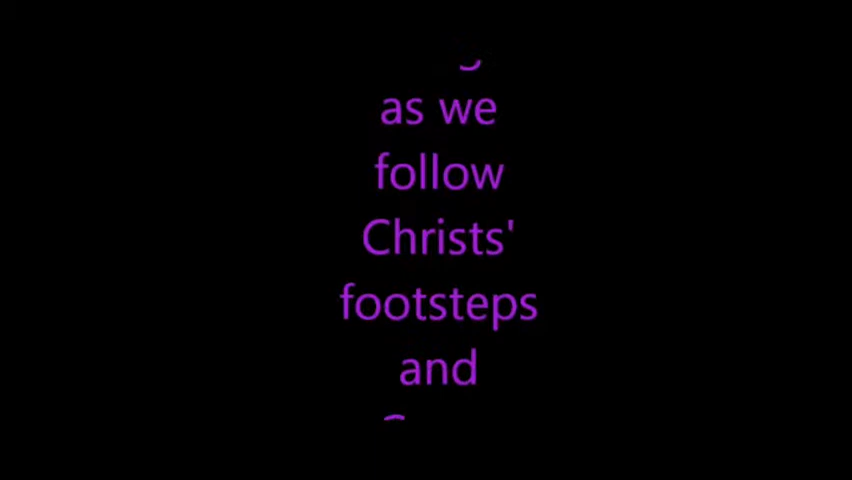 as we
follow
Christs'
footsteps
and